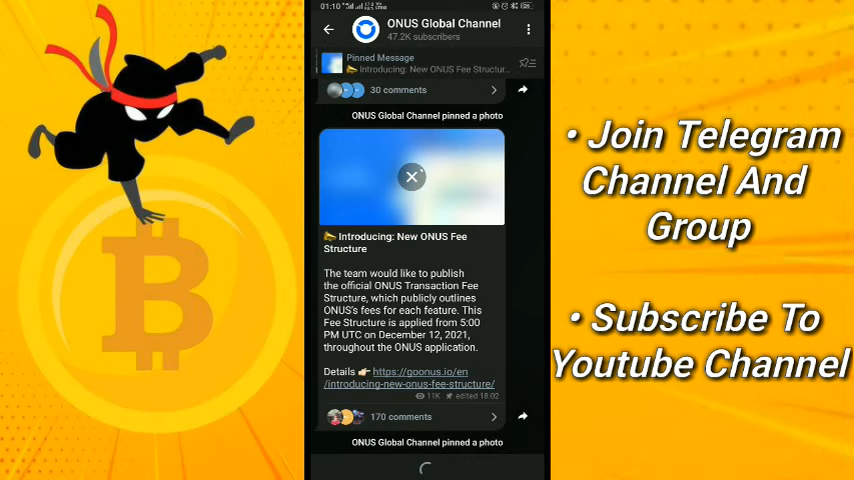 01:10
ONUS Global Channel
47.2K subscribers
Pinned Message
Introducing: New ONUS Fee Structur...
30 comments
ONUS Global Channel pinned a photo
Introducing: New ONUS Fee
Structure
The team would like to publish
the official ONUS Transaction Fee
Structure, which publicly outlines
ONUS's fees for each feature. This
Fee Structure is applied from 5:00
PM UTC on December 12, 2021,
throughout the ONUS application.
Details 👉 https://goonus.io/en
/introducing-new-onus-fee-structure/
11K edited 18.02
170 comments
ONUS Global Channel pinned a photo
• Join Telegram
Channel And
Group
• Subscribe To
Youtube Channel